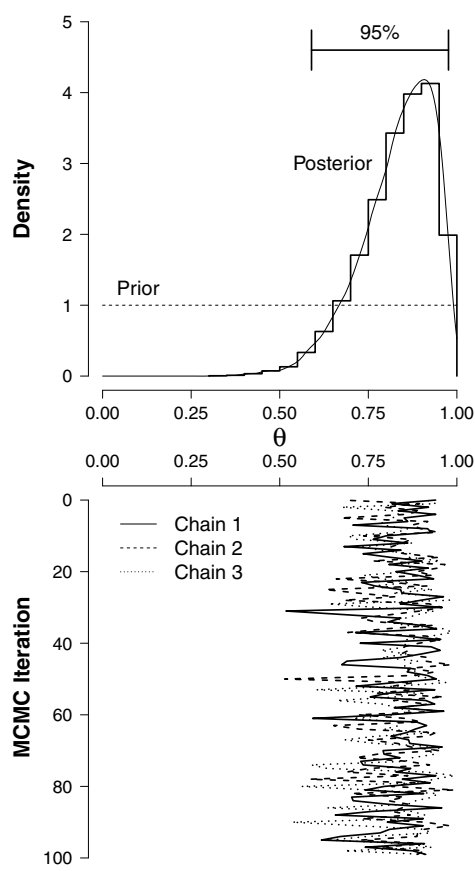 5
95%
4
3
Posterior
Density
2
Prior
1
0
0.00 0.25 0.50 0.75 1.00
θ
0.00 0.25 0.50 0.75 1.00
0
Chain 1
Chain 2
Chain 3
20
40
MCMC Iteration
60
80
100